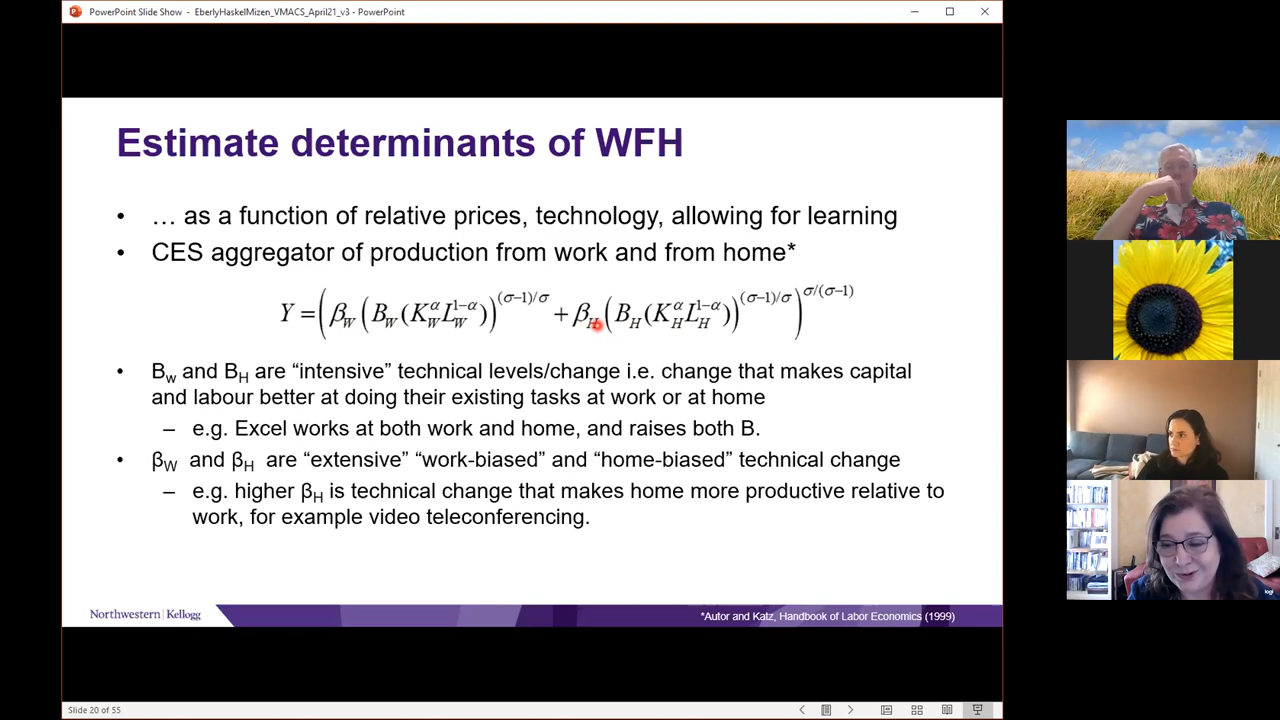 PowerPoint Slide Show - EberlyHaskelMizen_VMACS_April21_v3 - PowerPoint
Estimate determinants of WFH
• … as a function of relative prices, technology, allowing for learning
• CES aggregator of production from work and from home*
Y = (β_W (B_W (K_W^α L_W^{1−α}))^{(σ−1)/σ} + β_H (B_H (K_H^α L_H^{1−α}))^{(σ−1)/σ})^{σ/(σ−1)}
• B_w and B_H are “intensive” technical levels/change i.e. change that makes capital
and labour better at doing their existing tasks at work or at home
– e.g. Excel works at both work and home, and raises both B.
• β_W and β_H are “extensive” “work-biased” and “home-biased” technical change
– e.g. higher β_H is technical change that makes home more productive relative to
work, for example video teleconferencing.
Northwestern | Kellogg
*Autor and Katz, Handbook of Labor Economics (1999)
Slide 20 of 55
logi